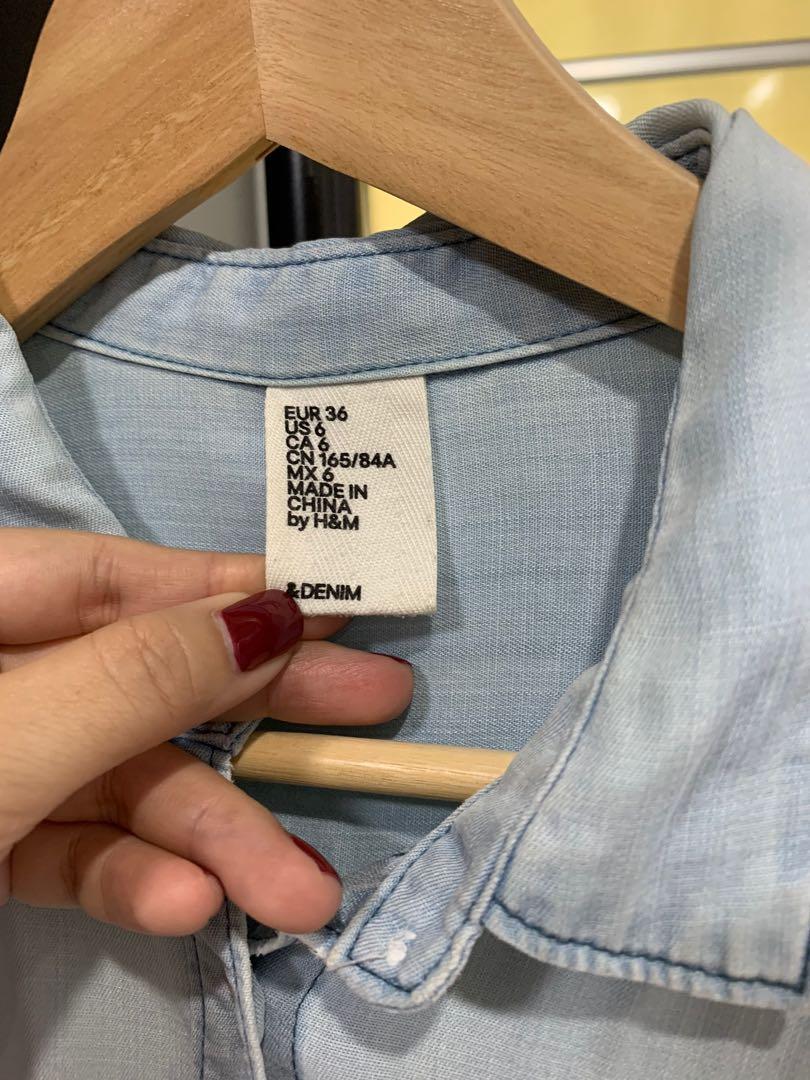 EUR 36
US 6
CA 6
CN 165/84A
MX 6
MADE IN
CHINA
by H&M
&DENIM